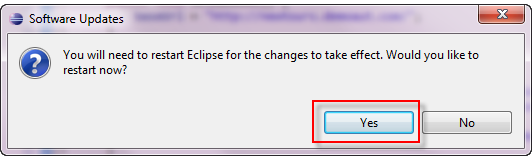 Software Updates
You will need to restart Eclipse for the changes to take effect. Would you like to
restart now?
Yes
No